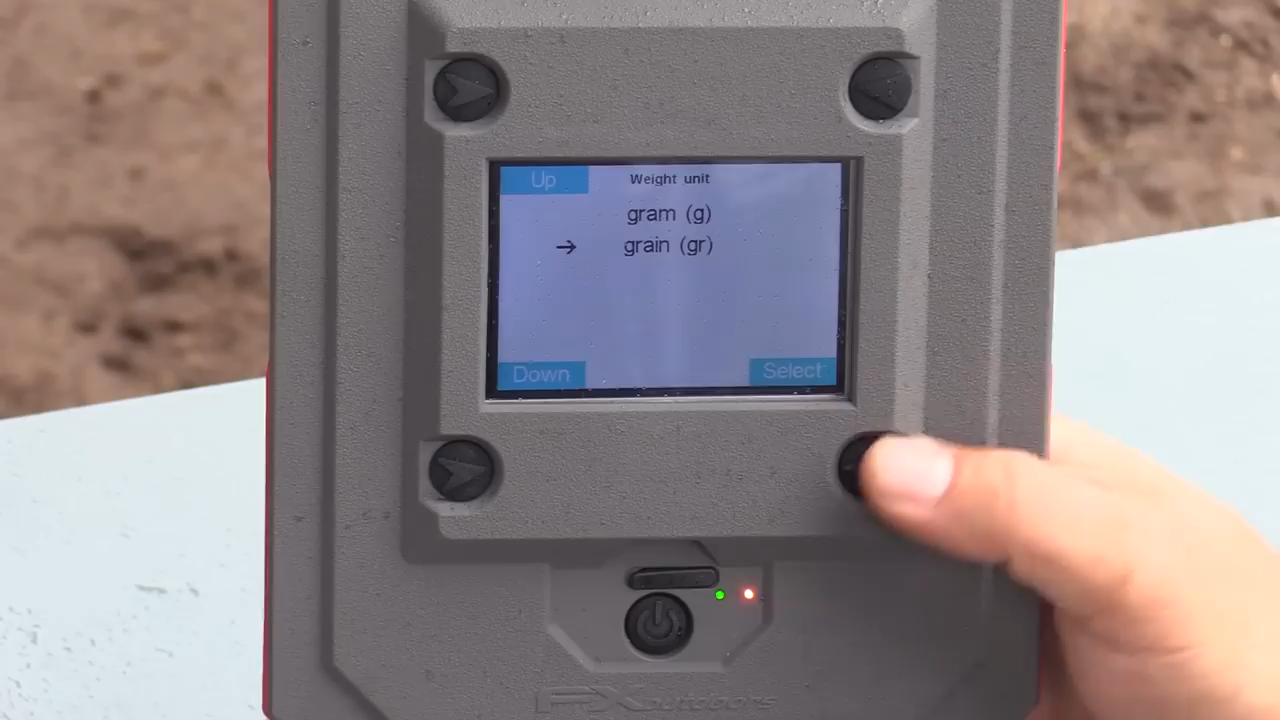 Up
Weight unit
gram (g)
→ grain (gr)
Down
Select
FX outdoors